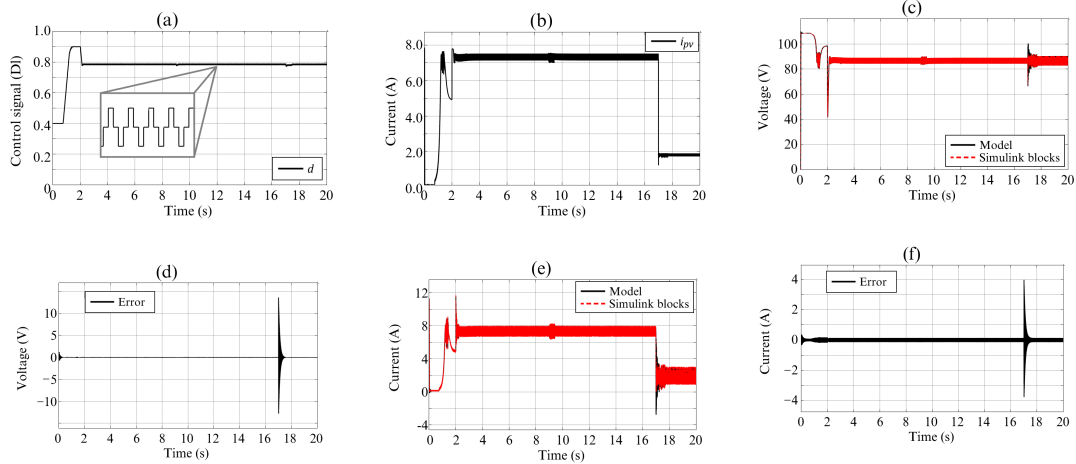 (a)
1.0
0.8
0.6
0.4
0.2
0
Control signal (Dl)
d
0 2 4 6 8 10 12 14 16 18 20
Time (s)
(b)
8.0
6.0
4.0
2.0
0.0
Current (A)
i_pv
0 2 4 6 8 10 12 14 16 18 20
Time (s)
(c)
100
80
60
40
20
0
Voltage (V)
Model
Simulink blocks
0 2 4 6 8 10 12 14 16 18 20
Time (s)
(d)
10
5
0
−5
−10
Voltage (V)
Error
0 2 4 6 8 10 12 14 16 18 20
Time (s)
(e)
12
8
4
0
−4
Current (A)
Model
Simulink blocks
0 2 4 6 8 10 12 14 16 18 20
Time (s)
(f)
4
2
0
−2
−4
Current (A)
Error
0 2 4 6 8 10 12 14 16 18 20
Time (s)